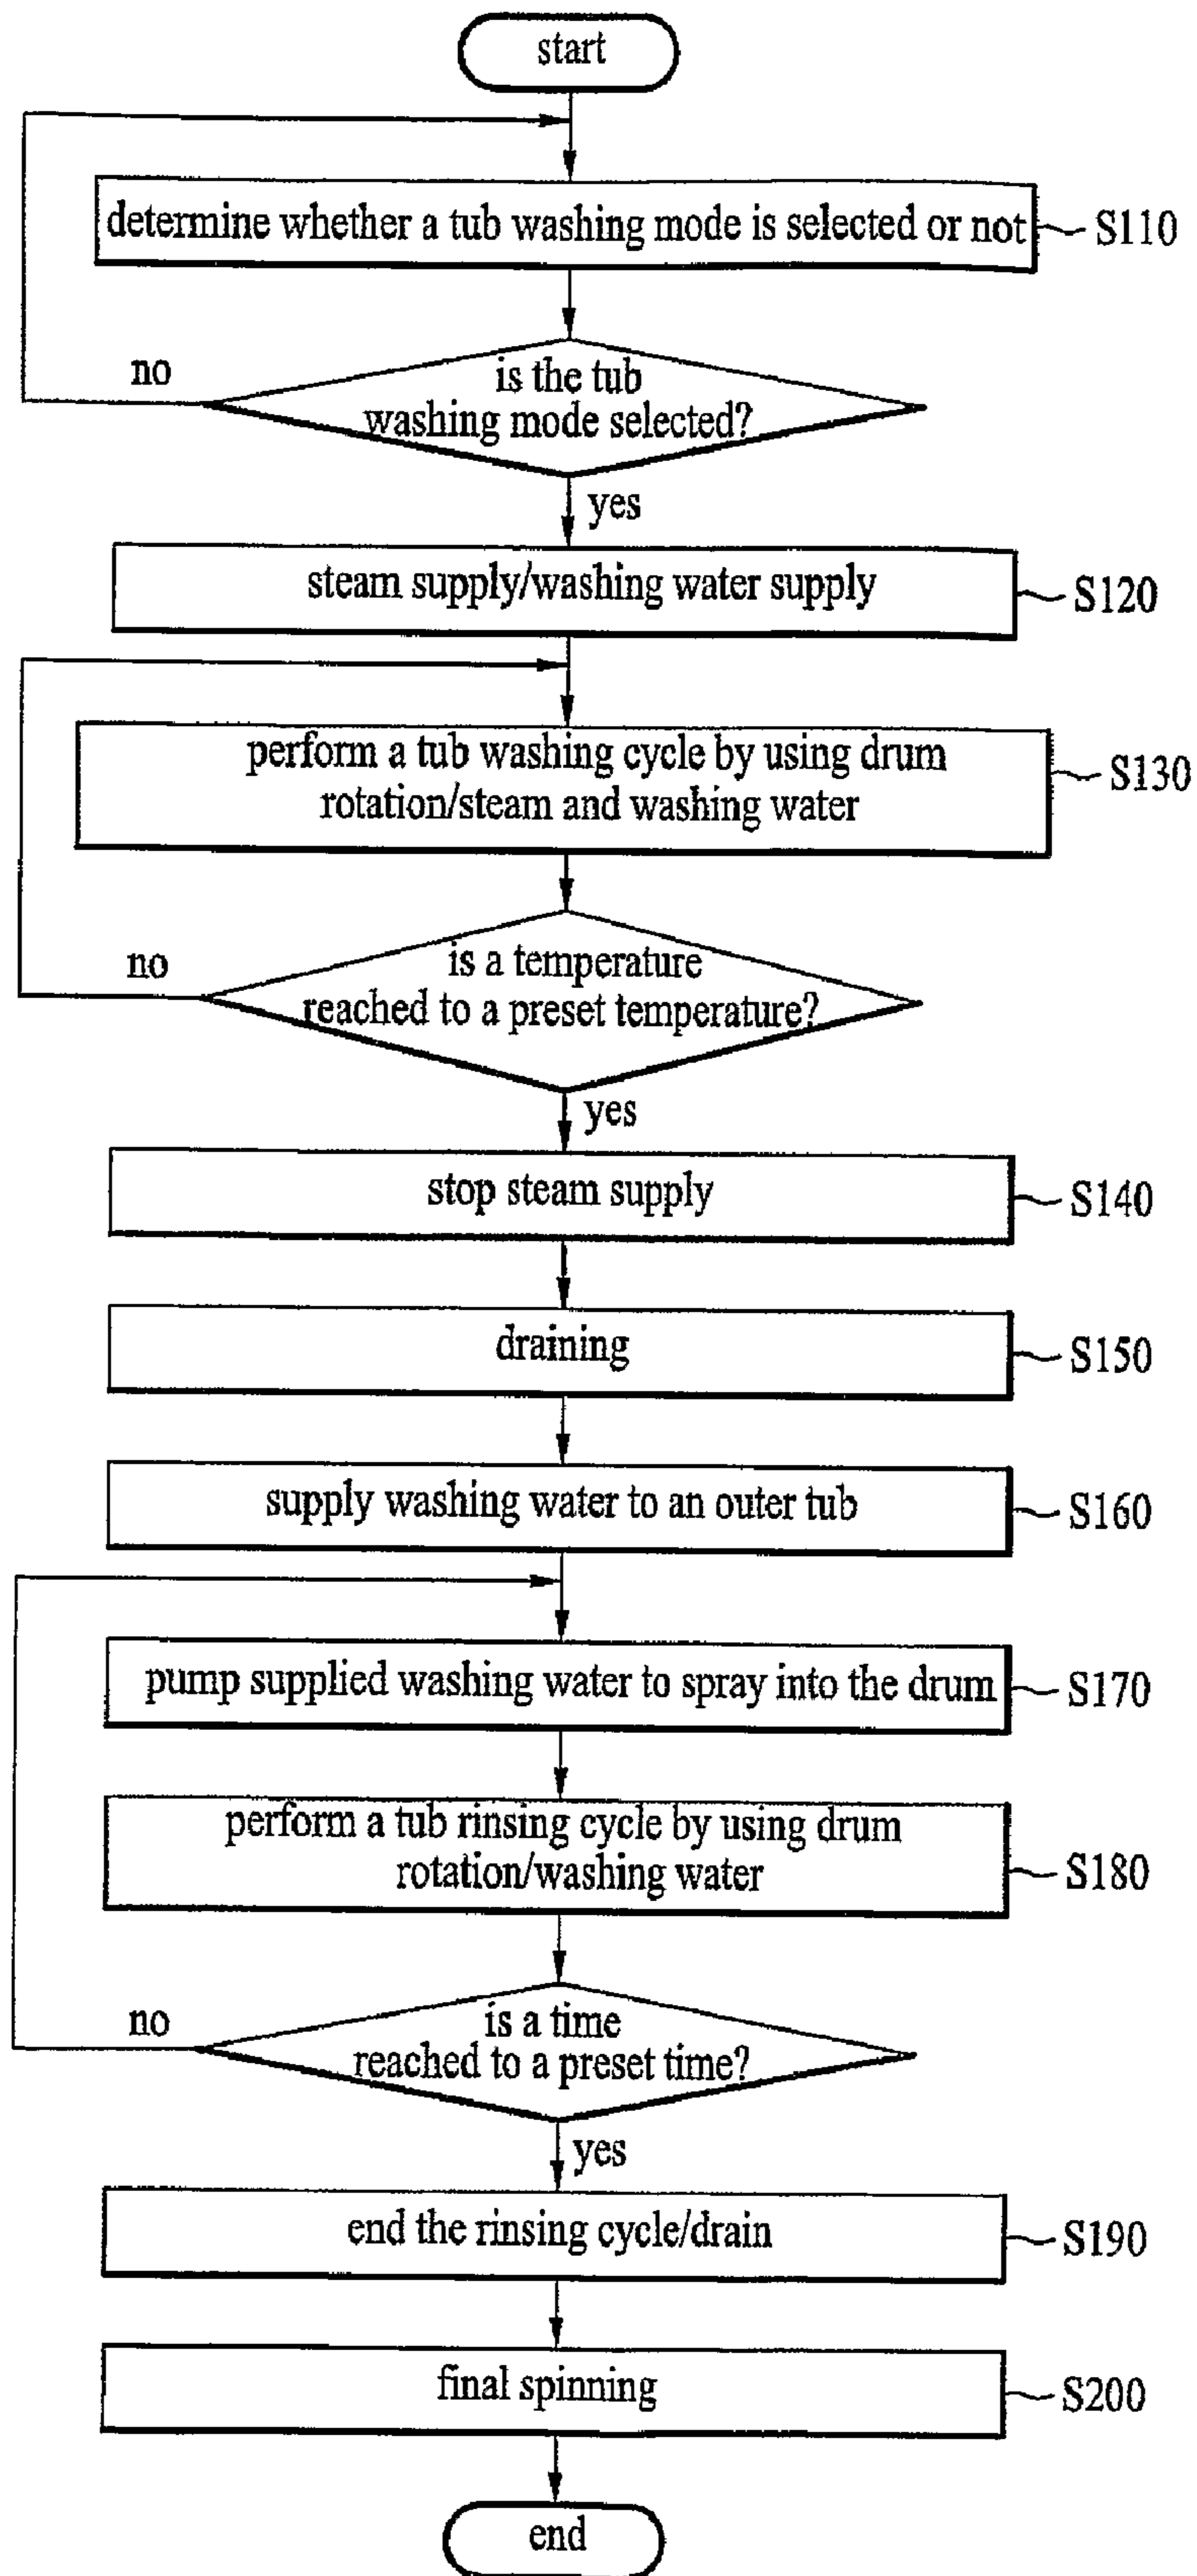 start
determine whether a tub washing mode is selected or not
S110
is the tub
washing mode selected?
no
yes
steam supply/washing water supply
S120
perform a tub washing cycle by using drum
rotation/steam and washing water
S130
is a temperature
reached to a preset temperature?
no
yes
stop steam supply
S140
draining
S150
supply washing water to an outer tub
S160
pump supplied washing water to spray into the drum
S170
perform a tub rinsing cycle by using drum
rotation/washing water
S180
is a time
reached to a preset time?
no
yes
end the rinsing cycle/drain
S190
final spinning
S200
end